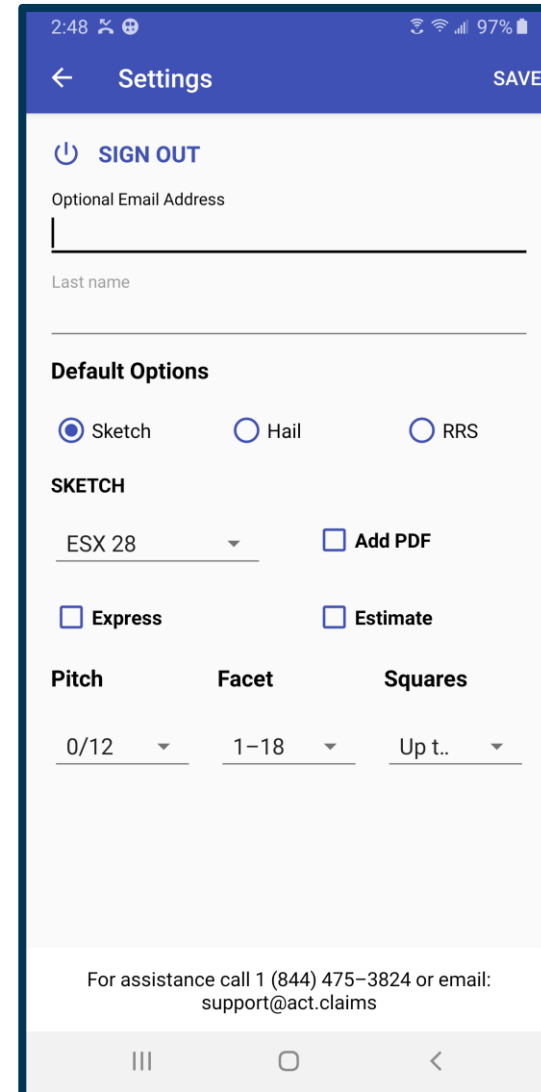 2:48 97%
Settings SAVE
SIGN OUT
Optional Email Address
Last name
Default Options
Sketch Hail RRS
SKETCH
ESX 28 Add PDF
Express Estimate
Pitch Facet Squares
0/12 1–18 Up t..
For assistance call 1 (844) 475–3824 or email:
support@act.claims